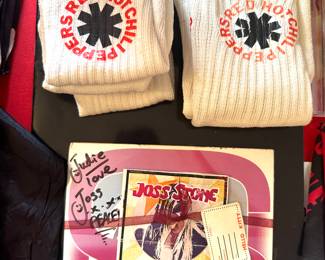 RED HOT CHILI PEPPERS
RED HOT CHILI PEPPERS
Judie
love
Joss
JOSS STONE